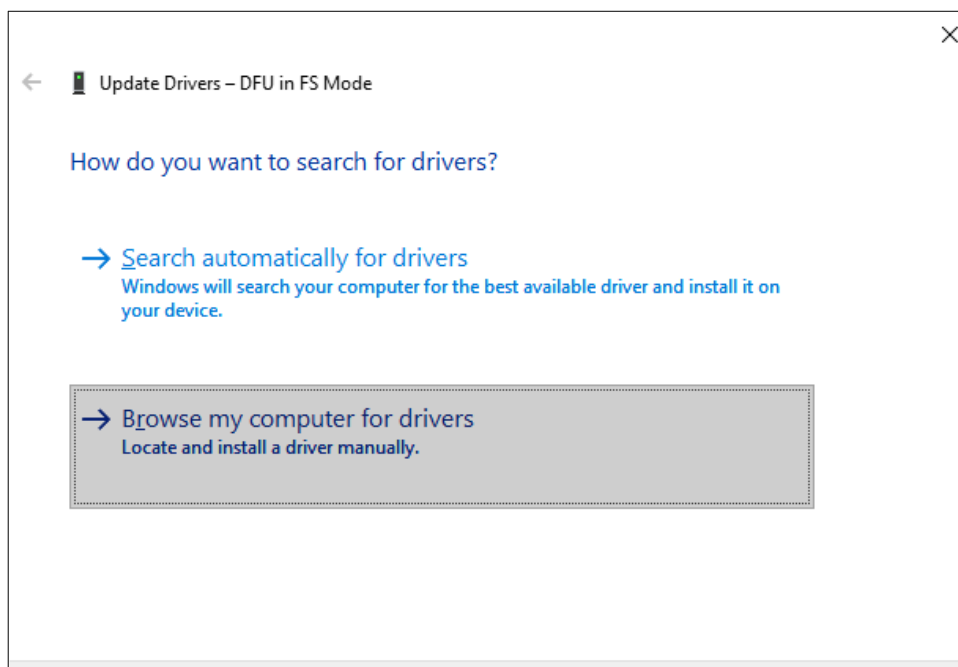 Update Drivers – DFU in FS Mode
How do you want to search for drivers?
Search automatically for drivers
Windows will search your computer for the best available driver and install it on
your device.
Browse my computer for drivers
Locate and install a driver manually.